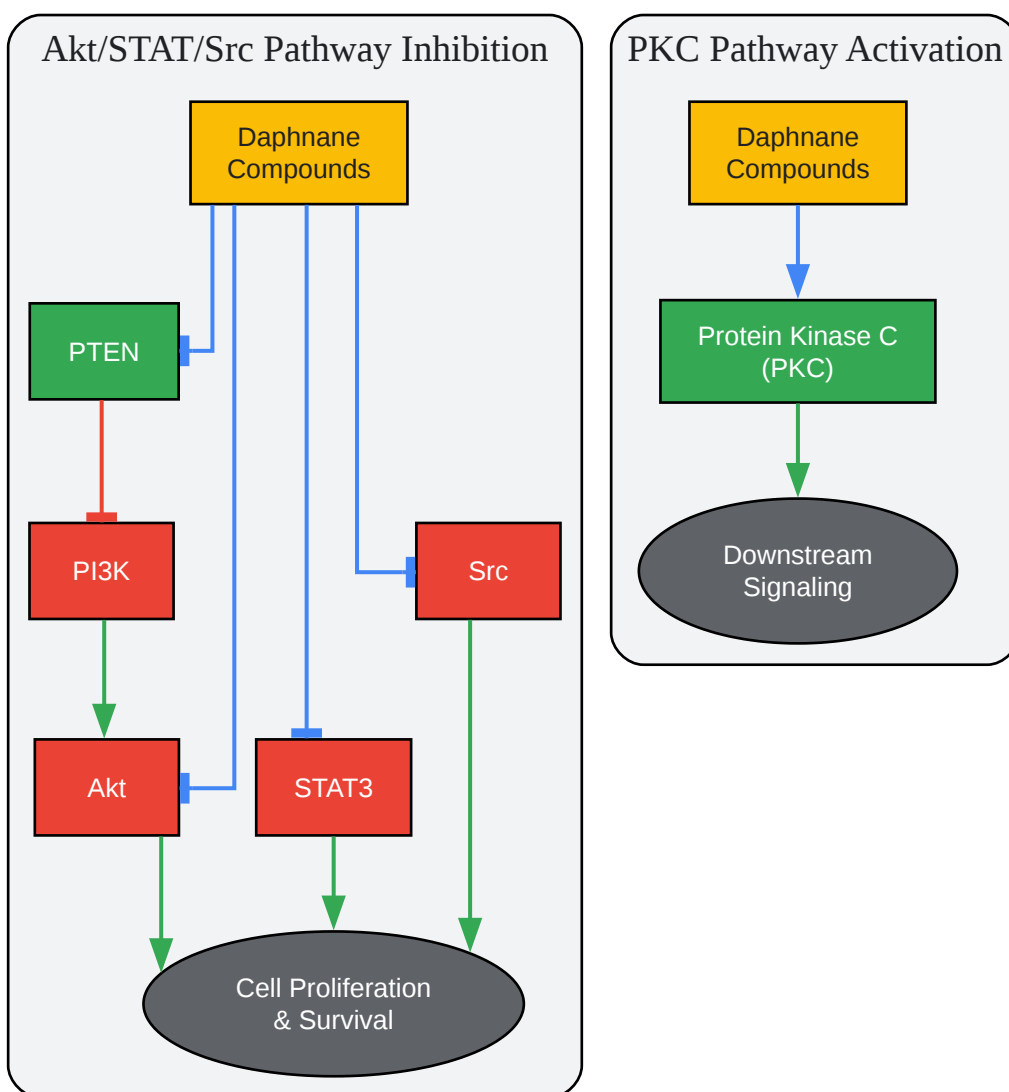 Akt/STAT/Src Pathway Inhibition
Daphnane
Compounds
PTEN
PI3K
Src
Akt
STAT3
Cell Proliferation
& Survival
PKC Pathway Activation
Daphnane
Compounds
Protein Kinase C
(PKC)
Downstream
Signaling